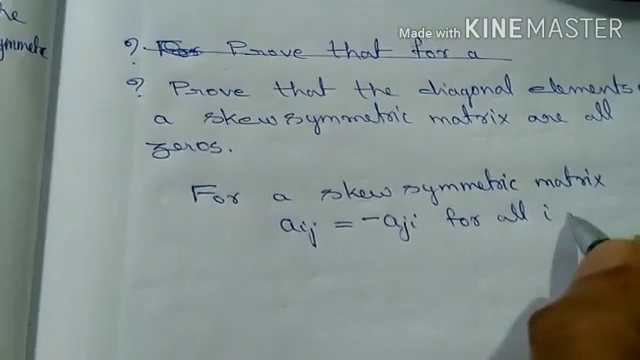 he
ymmetric
Made with KINEMASTER
? For Prove that for a
? Prove that the diagonal elements
a skew symmetric matrix are all
zeros.
For a skew symmetric matrix
aij = -aji for all i